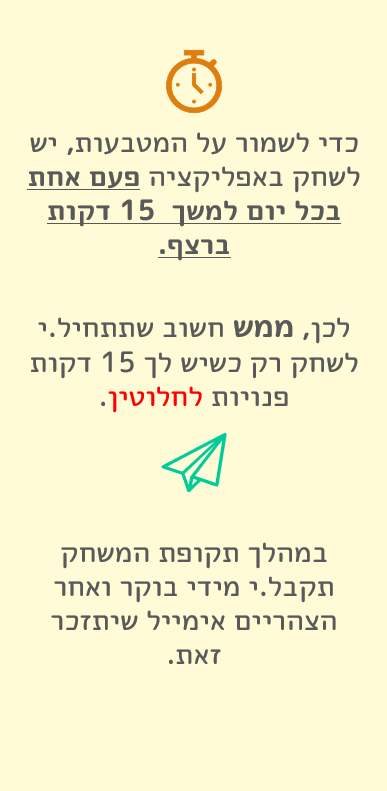 כדי לשמור על המטבעות, יש
לשחק באפליקציה פעם אחת
בכל יום למשך  15 דקות
ברצף.
לכן, ממש חשוב שתתחיל.י
לשחק רק כשיש לך 15 דקות
פנויות לחלוטין.
במהלך תקופת המשחק
תקבל.י מידי בוקר ואחר
הצהריים אימייל שיתזכר
זאת.